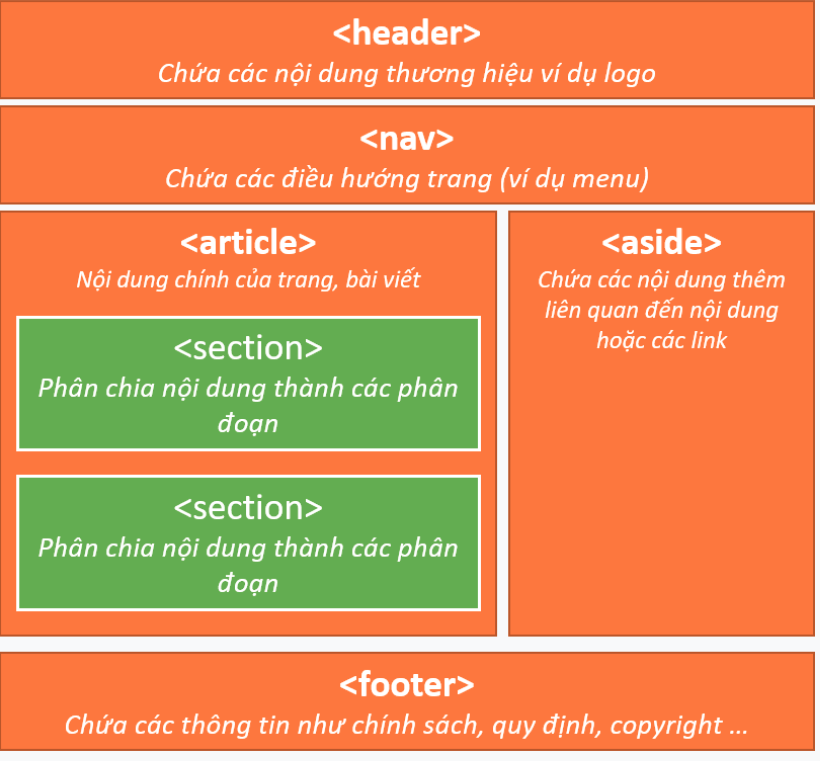 <header>
Chứa các nội dung thương hiệu ví dụ logo
<nav>
Chứa các điều hướng trang (ví dụ menu)
<article>
Nội dung chính của trang, bài viết
<section>
Phân chia nội dung thành các phân
đoạn
<section>
Phân chia nội dung thành các phân
đoạn
<aside>
Chứa các nội dung thêm
liên quan đến nội dung
hoặc các link
<footer>
Chứa các thông tin như chính sách, quy định, copyright ...